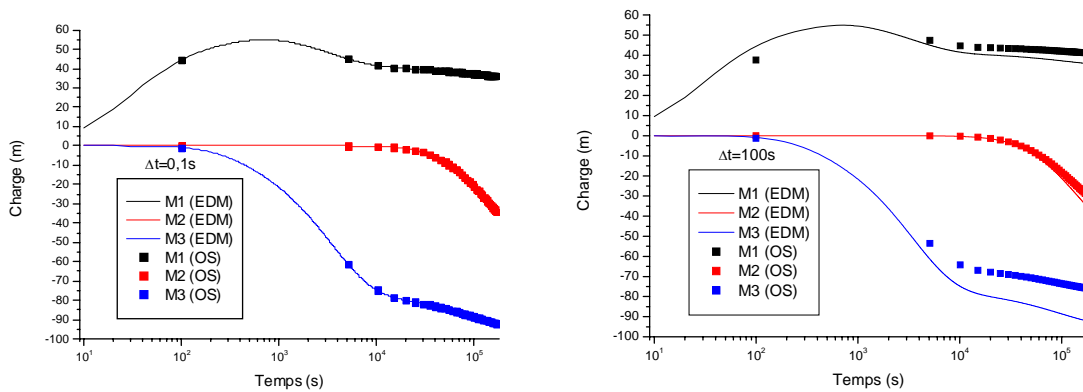 60
50
40
30
20
10
0
-10
-20
-30
-40
-50
-60
-70
-80
-90
-100
Charge (m)
Δt=0,1s
M1 (EDM)
M2 (EDM)
M3 (EDM)
M1 (OS)
M2 (OS)
M3 (OS)
10¹ 10² 10³ 10⁴ 10⁵
Temps (s)
60
50
40
30
20
10
0
-10
-20
-30
-40
-50
-60
-70
-80
-90
-100
Charge (m)
Δt=100s
M1 (EDM)
M2 (EDM)
M3 (EDM)
M1 (OS)
M2 (OS)
M3 (OS)
10¹ 10² 10³ 10⁴ 10⁵
Temps (s)